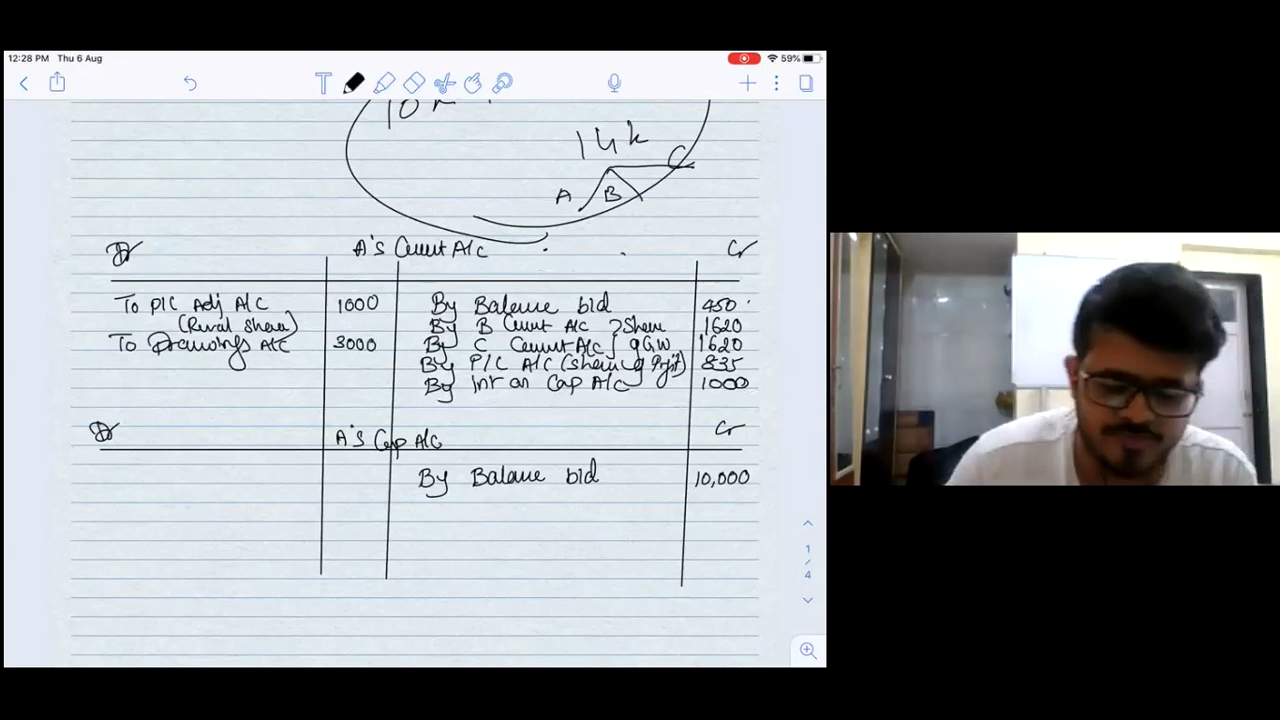 12:28 PM Thu 6 Aug
59%
T
10 k
14k
A B C
Dr A's Current A/c Cr
To P/L Adj A/c 1000 By Balance b/d 450
(Reval share) By B Current A/c } Share 1620
To Drawings A/c 3000 By C Current A/c } of G/W 1620
By P/L A/c (Share of Profit) 835
By Int on Cap A/c 1000
Dr A's Cap A/c Cr
By Balance b/d 10,000
1
/
4